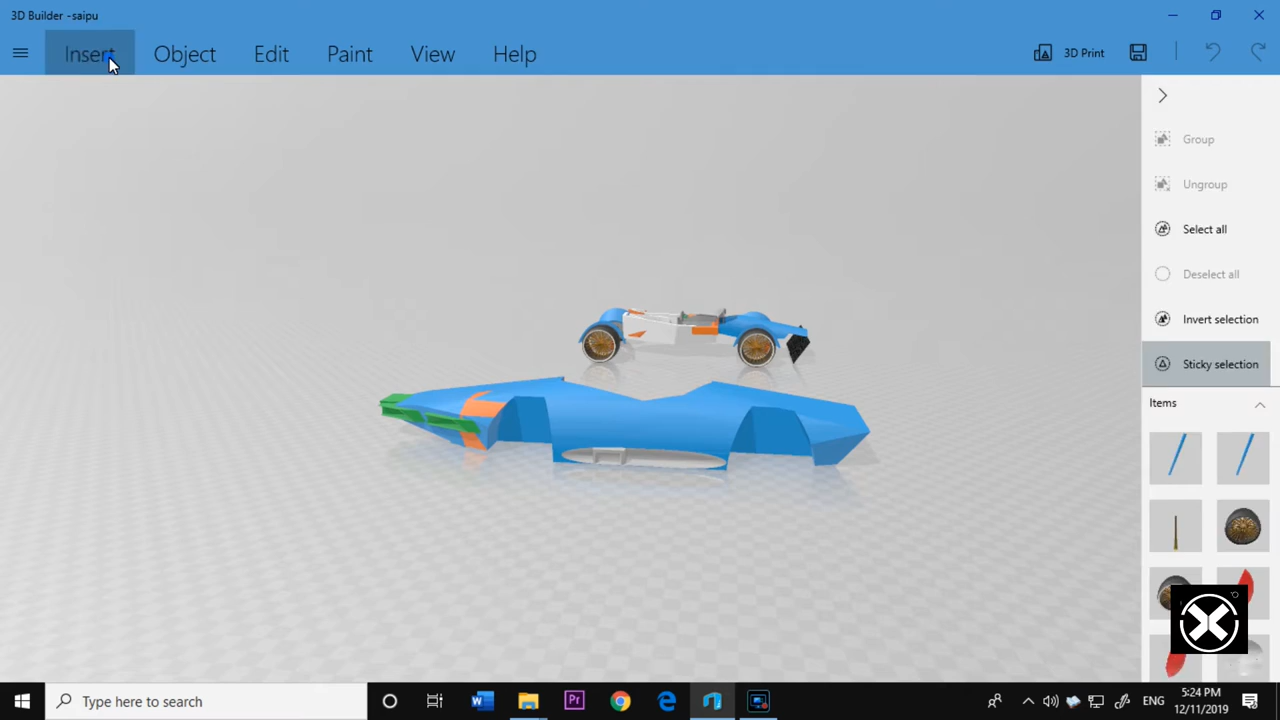 3D Builder -saipu
Insert Object Edit Paint View Help 3D Print
Group
Ungroup
Select all
Deselect all
Invert selection
Sticky selection
Items
Type here to search
ENG
5:24 PM
12/11/2019